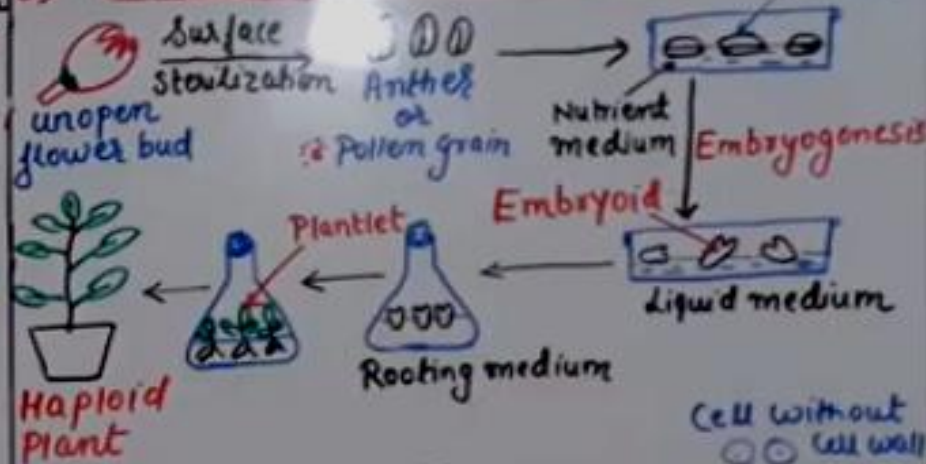 Surface
Sterilization
unopen
flower bud
Anther
or
Pollen grain
Nutrient
medium
Embryogenesis
Embryoid
Plantlet
Liquid medium
Rooting medium
Haploid
Plant
Cell without
Cell wall